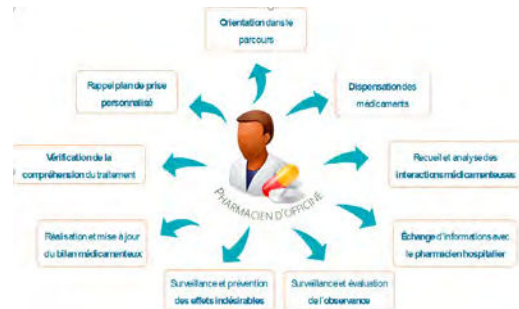 Orientation dans le
parcours
Rappel plan de prise
personnalisé
Dispensation des
médicaments
Vérification de la
compréhension du traitement
Recueil et analyse des
interactions médicamenteuses
PHARMACIEN D'OFFICINE
Réalisation et mise à jour
du bilan médicamenteux
Échange d'informations avec
le pharmacien hospitalier
Surveillance et prévention
des effets indésirables
Surveillance et évaluation
de l'observance